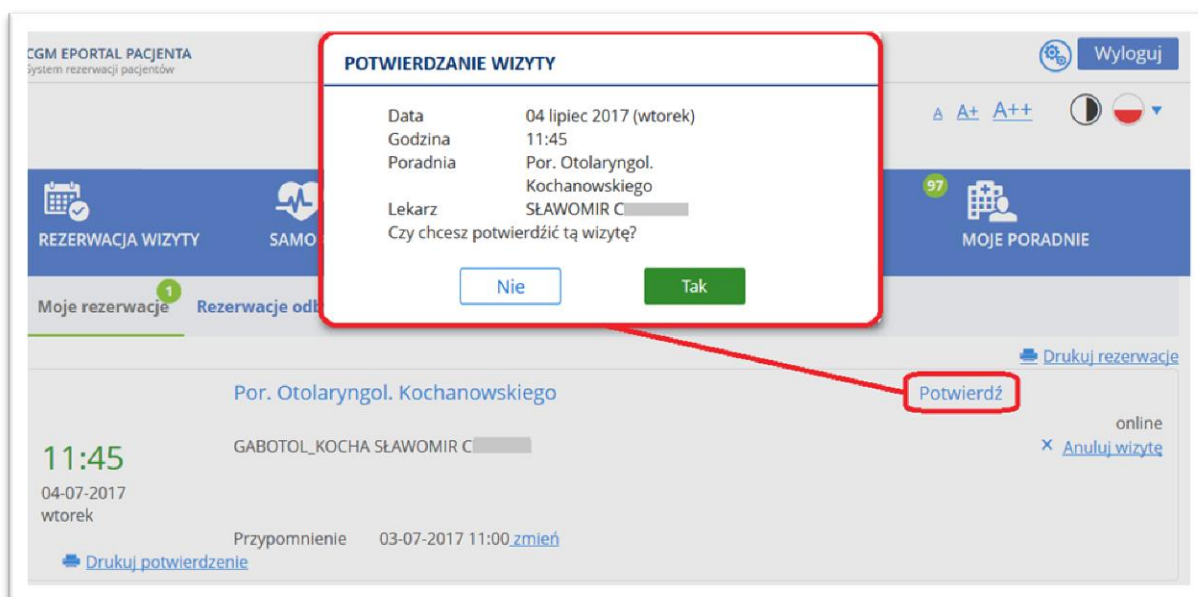 CGM EPORTAL PACJENTA
System rezerwacji pacjentów
Wyloguj
A A+ A++
POTWIERDZANIE WIZYTY
Data 04 lipiec 2017 (wtorek)
Godzina 11:45
Poradnia Por. Otolaryngol.
Kochanowskiego
Lekarz SŁAWOMIR C
Czy chcesz potwierdźić tą wizytę?
Nie Tak
97
REZERWACJA WIZYTY SAMO MOJE PORADNIE
Moje rezerwacje 1 Rezerwacje odb
Drukuj rezerwacje
Por. Otolaryngol. Kochanowskiego Potwierdź
online
GABOTOL_KOCHA SŁAWOMIR C
Anuluj wizytę
11:45
04-07-2017
wtorek
Przypomnienie 03-07-2017 11:00 zmień
Drukuj potwierdzenie